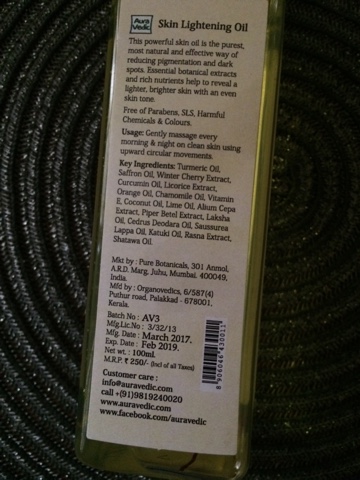 Aura
Vedic
Skin Lightening Oil
This powerful skin oil is the purest,
most natural and effective way of
reducing pigmentation and dark
spots. Essential botanical extracts
and rich nutrients help to reveal a
lighter, brighter skin with an even
skin tone.
Free of Parabens, SLS, Harmful
Chemicals & Colours.
Usage: Gently massage every
morning & night on clean skin using
upward circular movements.
Key Ingredients: Turmeric Oil,
Saffron Oil, Winter Cherry Extract,
Curcumin Oil, Licorice Extract,
Orange Oil, Chamomile Oil, Vitamin
E, Coconut Oil, Lime Oil, Alium Cepa
Extract, Piper Betel Extract, Laksha
Oil, Cedrus Deodara Oil, Saussurea
Lappa Oil, Katuki Oil, Rasna Extract,
Shatawa Oil.
Mkt by : Pure Botanicals, 301 Anmol,
A.R.D. Marg, Juhu, Mumbai. 400049,
India.
Mfd by : Organovedics, 6/587(4)
Puthur road, Palakkad - 678001,
Kerala.
Batch No : AV3
Mfg.Lic.No : 3/32/13
Mfg. Date : March 2017.
Exp. Date : Feb 2019.
Net wt. : 100ml
M.R.P ₹ 250/- (Incl of all Taxes)
Customer care :
info@auravedic.com
call +(91)9819240020
www.auravedic.com
www.facebook.com/auravedic